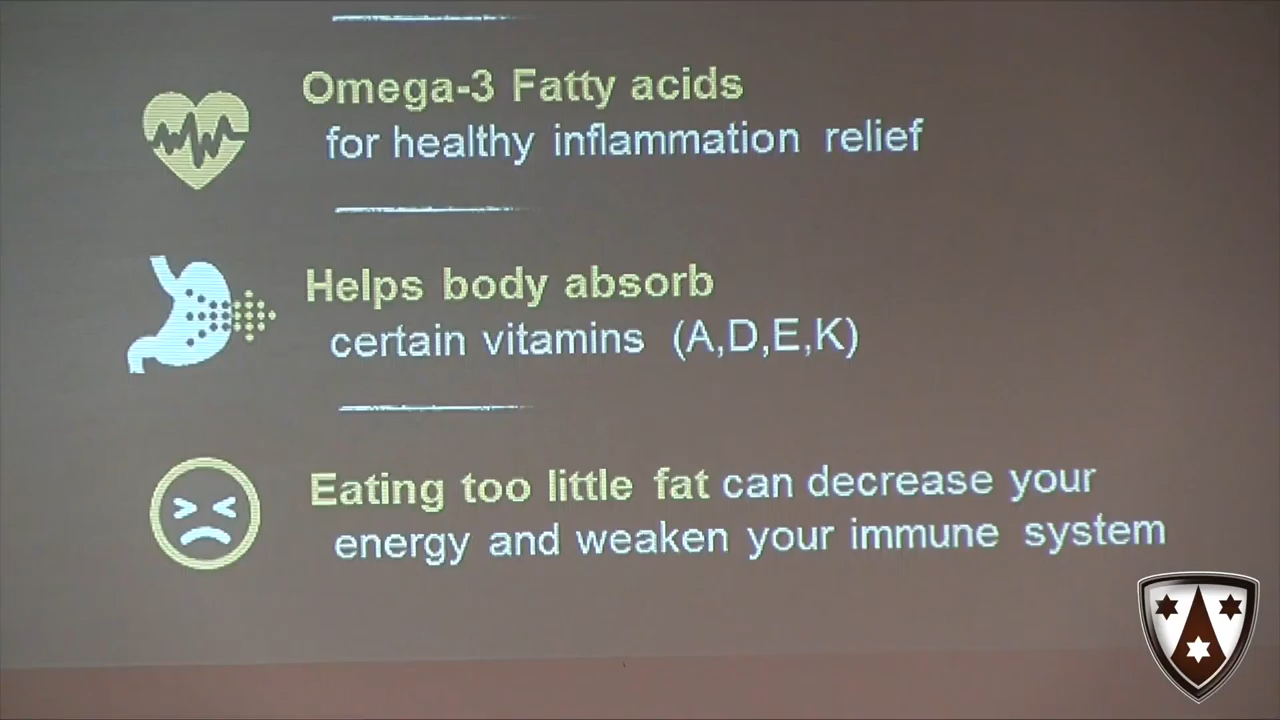 Omega-3 Fatty acids
for healthy inflammation relief
Helps body absorb
certain vitamins (A,D,E,K)
Eating too little fat can decrease your
energy and weaken your immune system